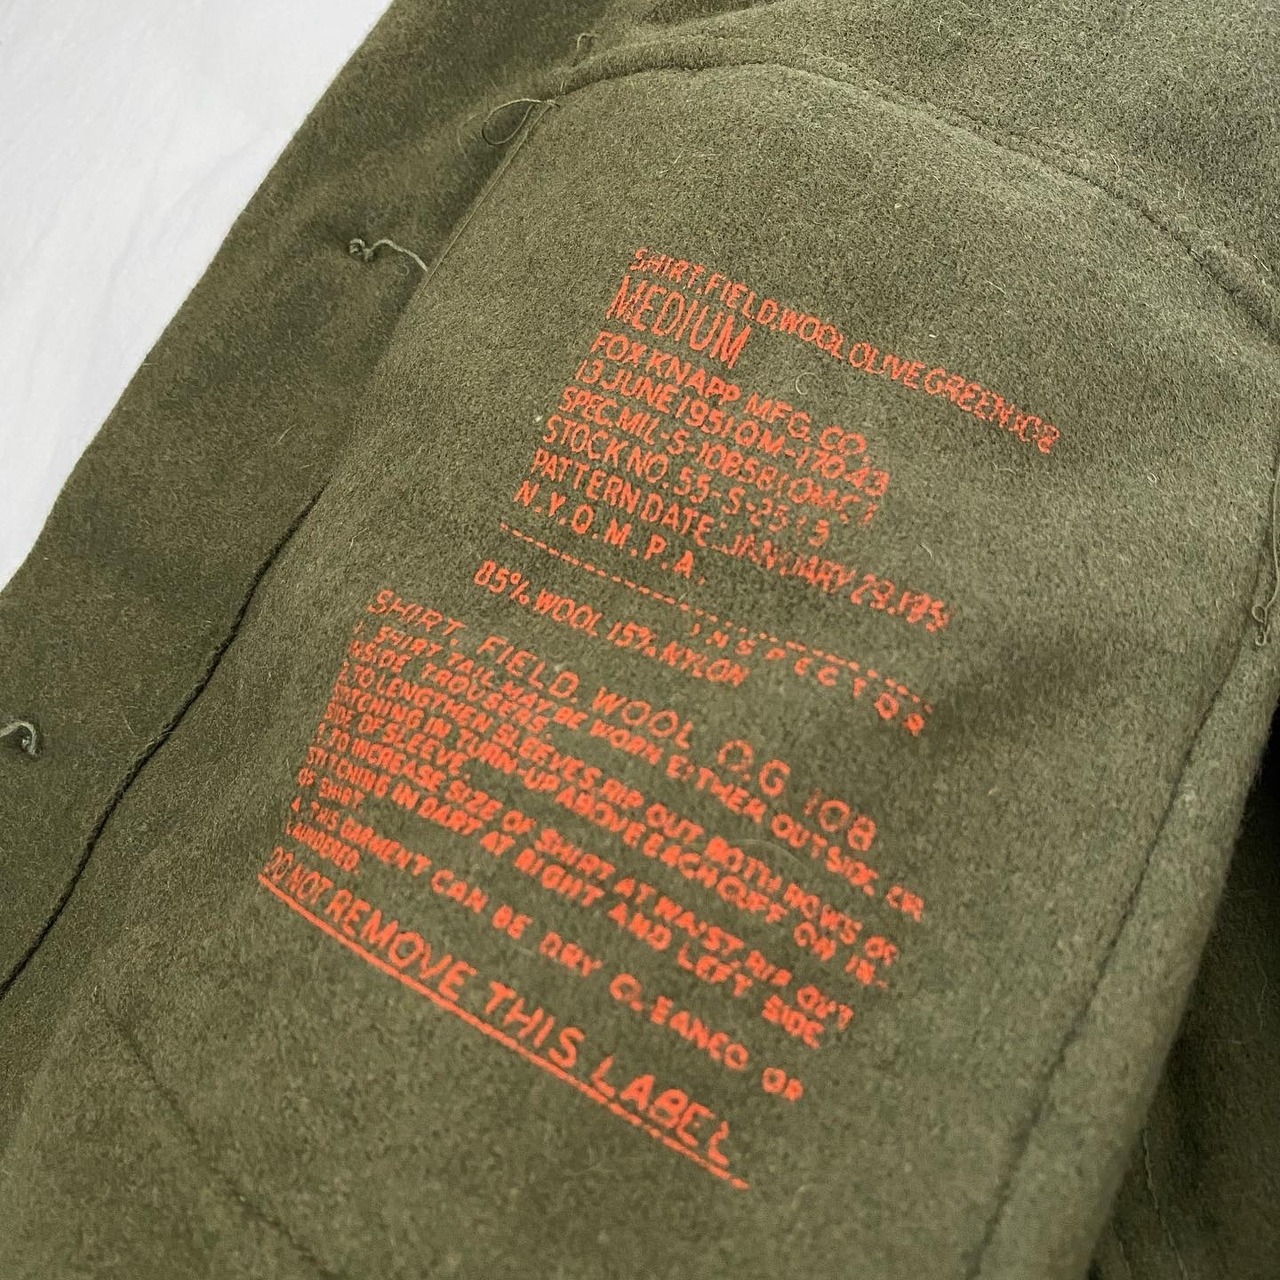 SHIRT, FIELD, WOOL OLIVE GREEN 108
MEDIUM
FOX KNAPP MFG. CO.
13 JUNE 1951 QM-17043
SPEC. MIL-S-10858 (QMC)
STOCK NO. 55-S-2513
PATTERN DATE: JANUARY 29, 1951
N.Y.Q.M.P.A.
INSPECTOR
85% WOOL 15% NYLON
SHIRT, FIELD, WOOL O.G 108
1. SHIRT TAIL MAY BE WORN EITHER OUTSIDE OR
INSIDE TROUSERS.
2. TO LENGTHEN SLEEVES, RIP OUT BOTH ROWS OF
STITCHING IN TURN-UP ABOVE EACH CUFF ON IN-
SIDE OF SLEEVE.
3. TO INCREASE SIZE OF SHIRT AT WAIST, RIP OUT
STITCHING IN DART AT RIGHT AND LEFT SIDE
OF SHIRT.
4. THIS GARMENT CAN BE DRY CLEANED OR
LAUNDERED.
DO NOT REMOVE THIS LABEL